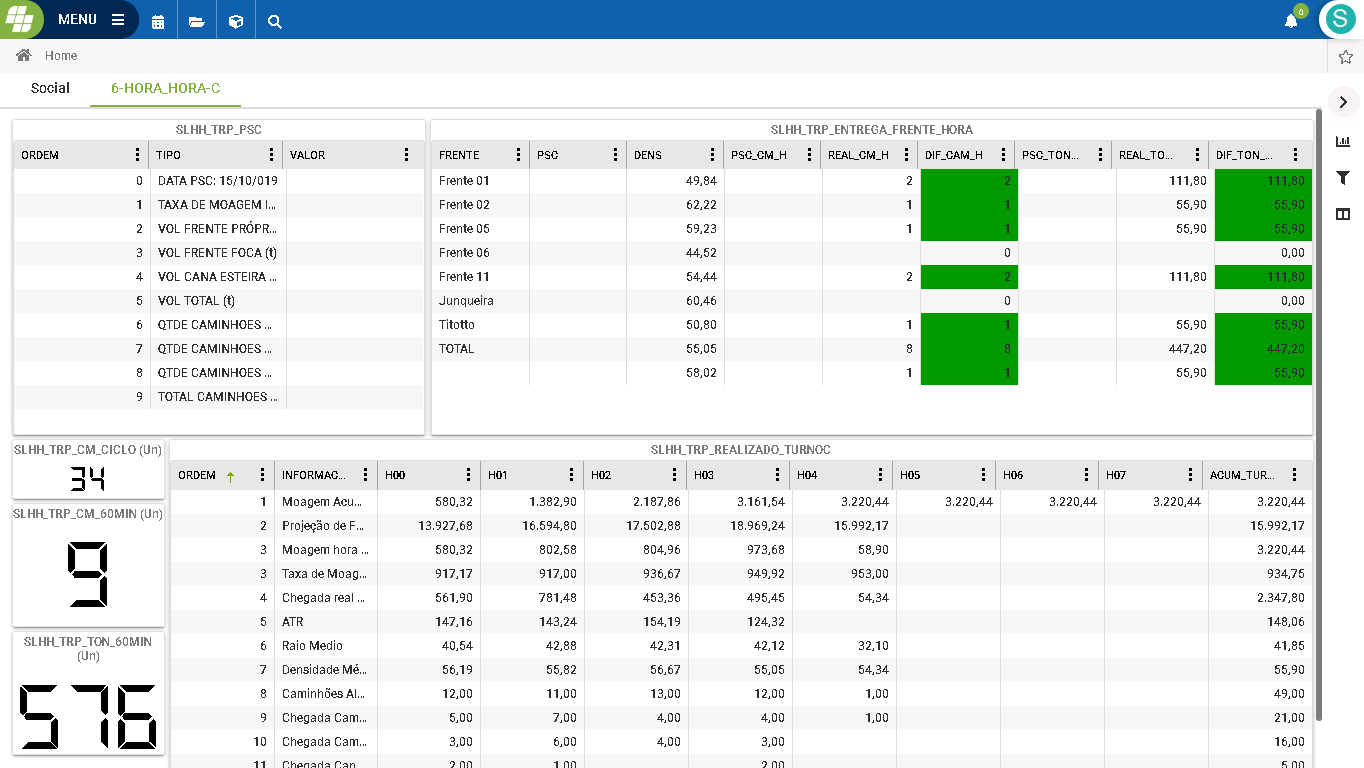 MENU
0
S
Home
Social 6-HORA_HORA-C
SLHH_TRP_PSC
ORDEM TIPO VALOR
0 DATA PSC: 15/10/019
1 TAXA DE MOAGEM I...
2 VOL FRENTE PRÓPR...
3 VOL FRENTE FOCA (t)
4 VOL CANA ESTEIRA ...
5 VOL TOTAL (t)
6 QTDE CAMINHOES ...
7 QTDE CAMINHOES ...
8 QTDE CAMINHOES ...
9 TOTAL CAMINHOES ...
SLHH_TRP_ENTREGA_FRENTE_HORA
FRENTE PSC DENS PSC_CM_H REAL_CM_H DIF_CAM_H PSC_TON... REAL_TO... DIF_TON_...
Frente 01 49,84 2 2 111,80 111,80
Frente 02 62,22 1 1 55,90 55,90
Frente 05 59,23 1 1 55,90 55,90
Frente 06 44,52 0 0,00
Frente 11 54,44 2 2 111,80 111,80
Junqueira 60,46 0 0,00
Titotto 50,80 1 1 55,90 55,90
TOTAL 55,05 8 8 447,20 447,20
58,02 1 1 55,90 55,90
SLHH_TRP_CM_CICLO (Un)
34
SLHH_TRP_CM_60MIN (Un)
9
SLHH_TRP_TON_60MIN
(Un)
576
SLHH_TRP_REALIZADO_TURNOC
ORDEM INFORMAC... H00 H01 H02 H03 H04 H05 H06 H07 ACUM_TUR...
1 Moagem Acu... 580,32 1.382,90 2.187,86 3.161,54 3.220,44 3.220,44 3.220,44 3.220,44 3.220,44
2 Projeção de F... 13.927,68 16.594,80 17.502,88 18.969,24 15.992,17 15.992,17
3 Moagem hora ... 580,32 802,58 804,96 973,68 58,90 3.220,44
3 Taxa de Moag... 917,17 917,00 936,67 949,92 953,00 934,75
4 Chegada real ... 561,90 781,48 453,36 495,45 54,34 2.347,80
5 ATR 147,16 143,24 154,19 124,32 148,06
6 Raio Medio 40,54 42,88 42,31 42,12 32,10 41,85
7 Densidade Mé... 56,19 55,82 56,67 55,05 54,34 55,90
8 Caminhões Al... 12,00 11,00 13,00 12,00 1,00 49,00
9 Chegada Cam... 5,00 7,00 4,00 4,00 1,00 21,00
10 Chegada Cam... 3,00 6,00 4,00 3,00 16,00
11 Chegada Can... 2,00 1,00 2,00 5,00